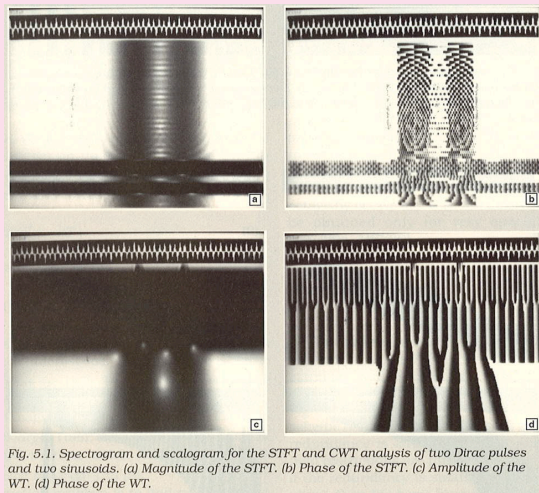 a
b
c
d
Fig. 5.1. Spectrogram and scalogram for the STFT and CWT analysis of two Dirac pulses
and two sinusoids. (a) Magnitude of the STFT. (b) Phase of the STFT. (c) Amplitude of the
WT. (d) Phase of the WT.